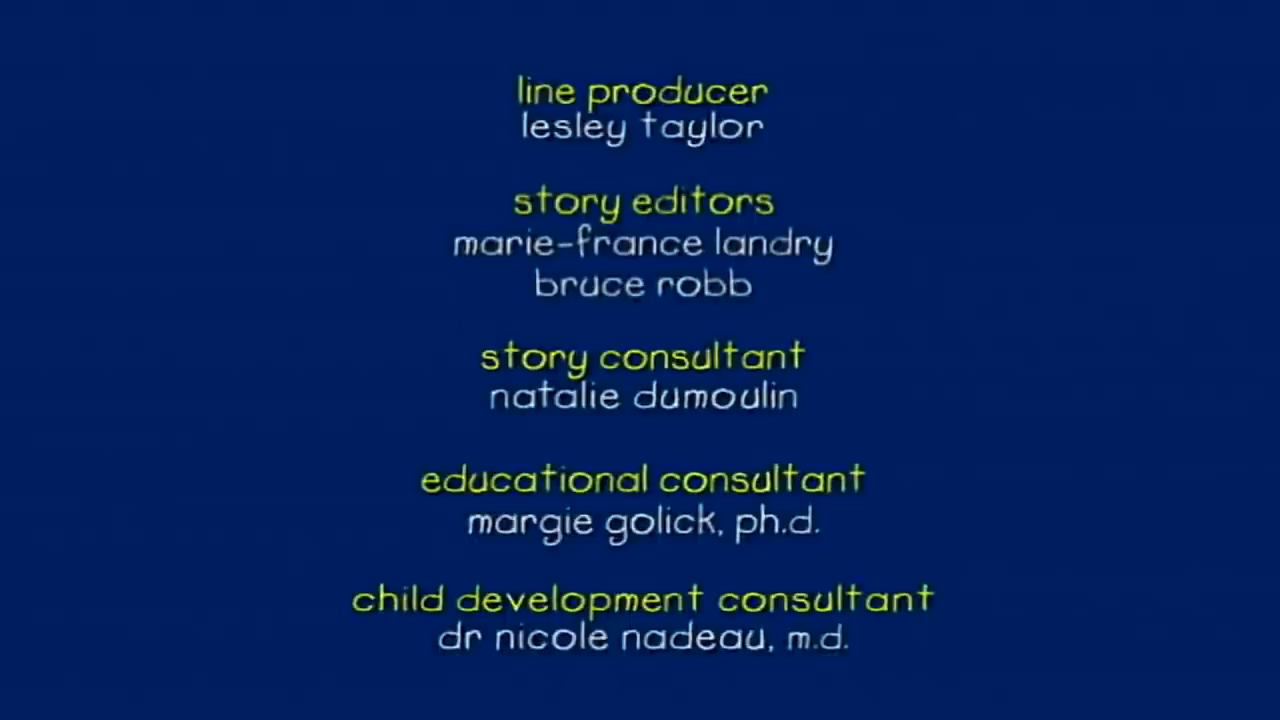 line producer
lesley taylor
story editors
marie-france landry
bruce robb
story consultant
natalie dumoulin
educational consultant
margie golick, ph.d.
child development consultant
dr nicole nadeau, m.d.